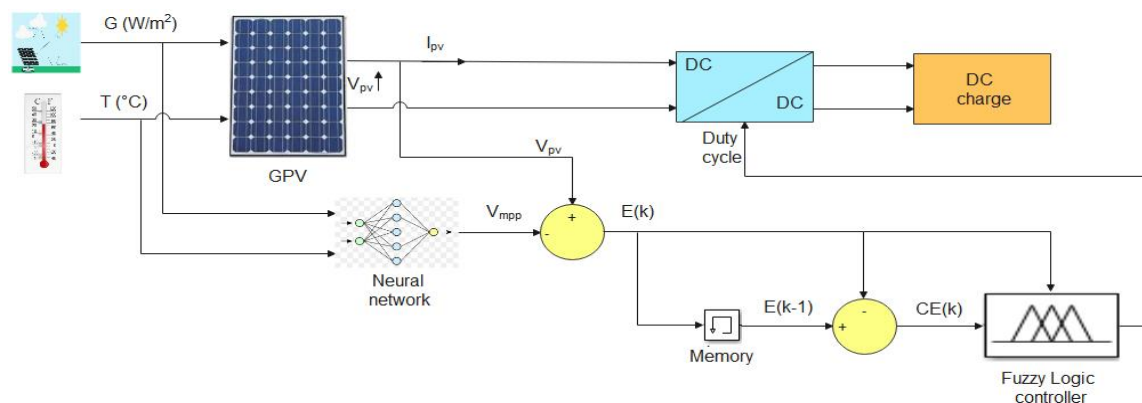 G (W/m²)
T (°C)
C F
GPV
Ipv
Vpv
DC
DC
DC
charge
Duty
cycle
Vpv
Vmpp
+
-
E(k)
Neural
network
Memory
E(k-1)
-
+
CE(k)
Fuzzy Logic
controller